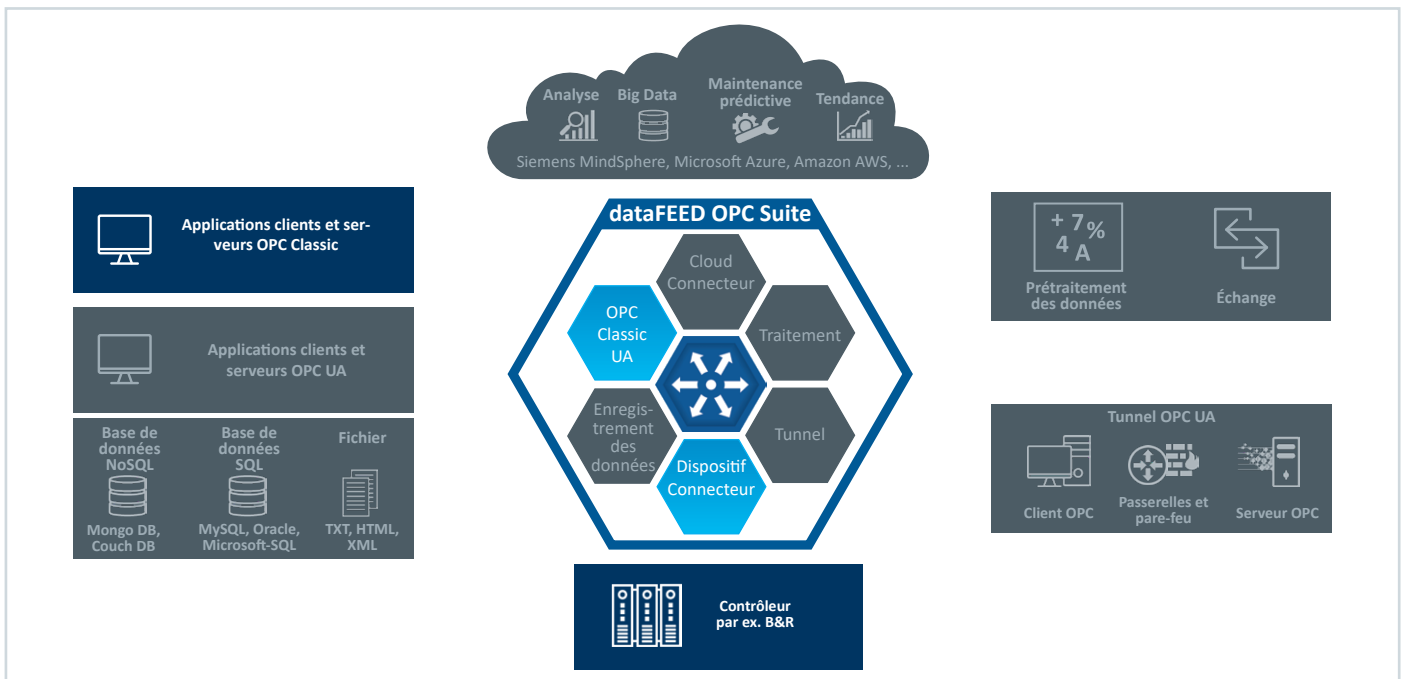 Analyse
Big Data
Maintenance
prédictive
Tendance
Siemens MindSphere, Microsoft Azure, Amazon AWS, ...
Applications clients et ser-
veurs OPC Classic
Applications clients et
serveurs OPC UA
Base de
données
NoSQL
Mongo DB,
Couch DB
Base de
données
SQL
MySQL, Oracle,
Microsoft-SQL
Fichier
TXT, HTML,
XML
dataFEED OPC Suite
Cloud
Connecteur
OPC
Classic
UA
Traitement
Enregis-
trement
des
données
Tunnel
Dispositif
Connecteur
Contrôleur
par ex. B&R
+ 7%
4 A
Prétraitement
des données
Échange
Tunnel OPC UA
Client OPC
Passerelles et
pare-feu
Serveur OPC